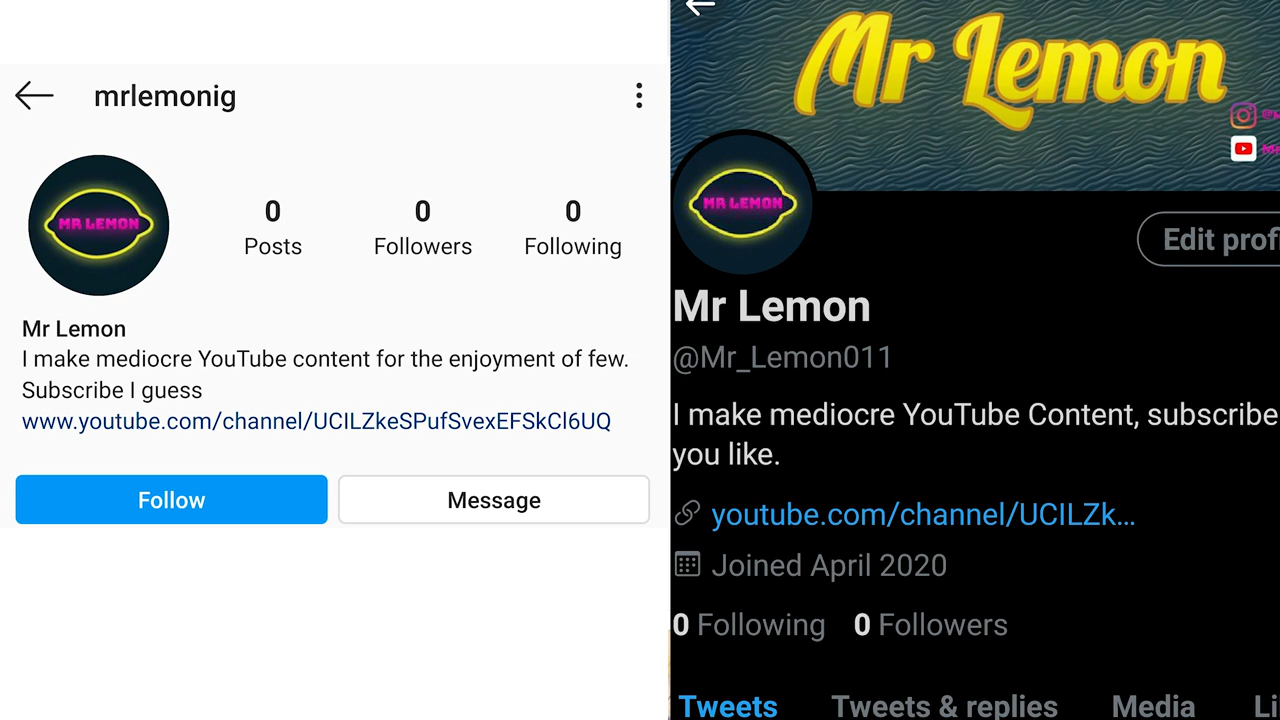 mrlemonig
MR LEMON
0
0
0
Posts
Followers
Following
Mr Lemon
I make mediocre YouTube content for the enjoyment of few.
Subscribe I guess
www.youtube.com/channel/UCILZkeSPufSvexEFSkCl6UQ
Follow
Message
Mr Lemon
MR LEMON
Edit prof
Mr Lemon
@Mr_Lemon011
I make mediocre YouTube Content, subscribe
you like.
youtube.com/channel/UCILZk...
Joined April 2020
0 Following 0 Followers
Tweets
Tweets & replies
Media
Li